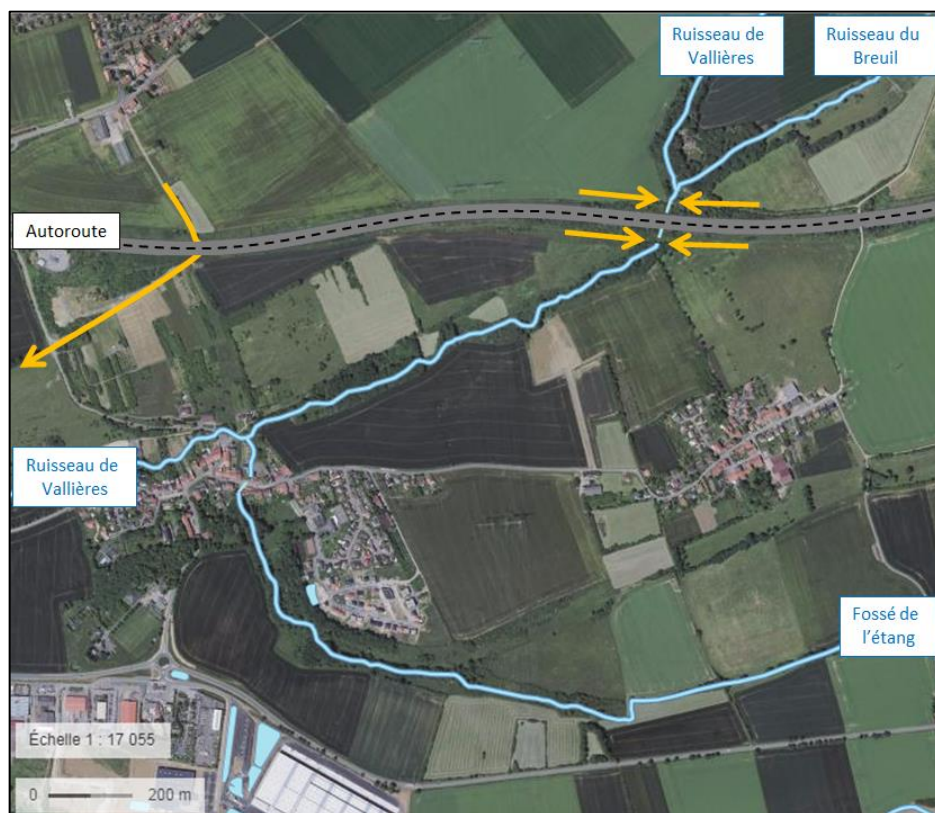 Ruisseau de
Vallières
Ruisseau du
Breuil
Autoroute
Ruisseau de
Vallières
Fossé de
l'étang
Échelle 1 : 17 055
0 200 m